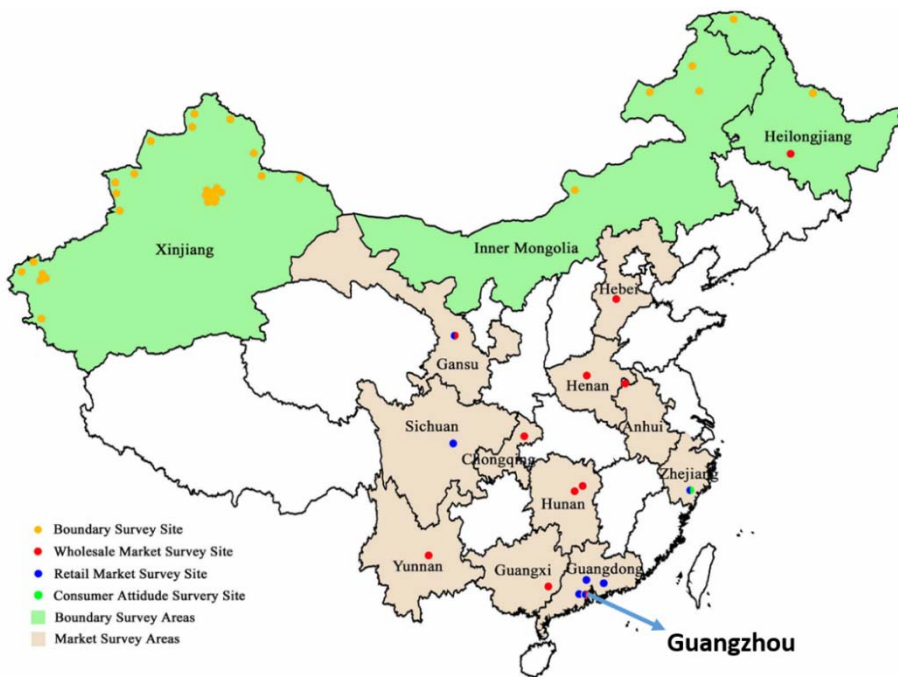 Heilongjiang
Xinjiang
Inner Mongolia
Hebei
Gansu
Henan
Sichuan
Anhui
Chongqing
Zhejiang
Hunan
Yunnan
Guangxi
Guangdong
Guangzhou
Boundary Survey Site
Wholesale Market Survey Site
Retail Market Survey Site
Consumer Attidude Survery Site
Boundary Survey Areas
Market Survey Areas